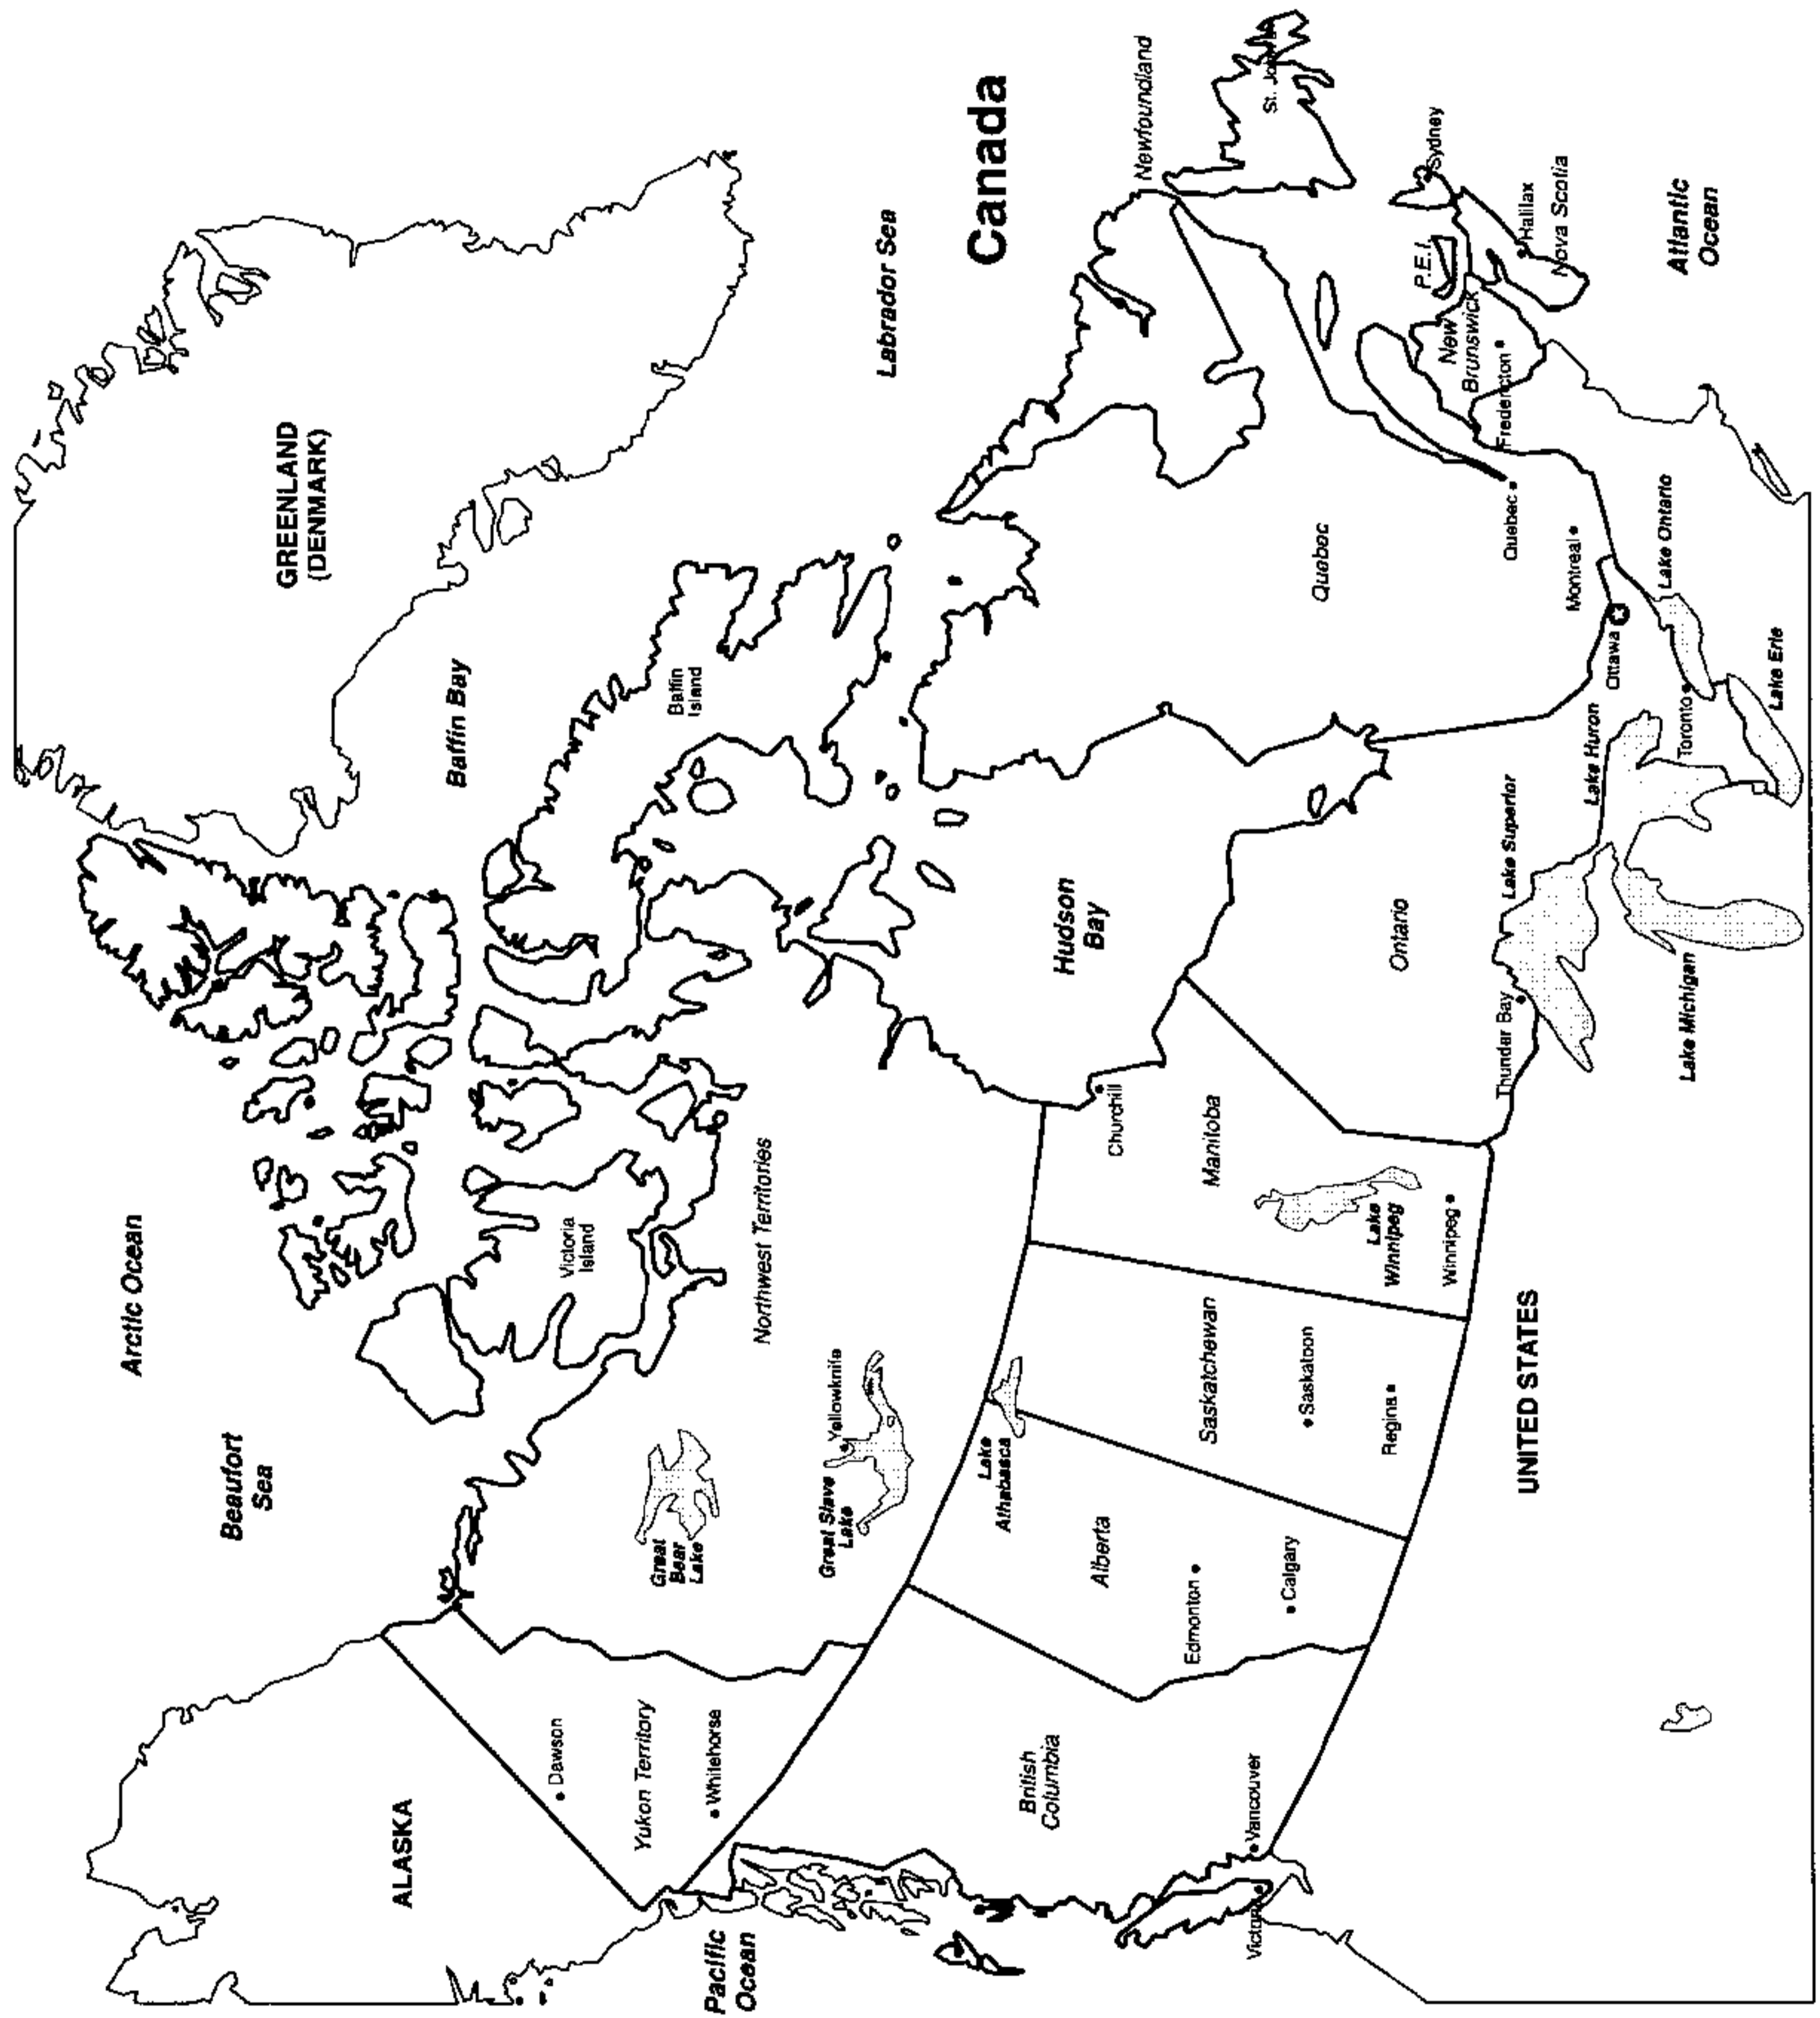 Canada
Arctic Ocean
Beaufort
Sea
GREENLAND
(DENMARK)
Baffin Bay
Labrador Sea
ALASKA
Pacific
Ocean
Dawson
Yukon Territory
Whitehorse
Great
Bear
Lake
Great Slave
Lake
Yellowknife
Northwest Territories
Victoria
Island
Baffin
Island
Hudson
Bay
British
Columbia
Vancouver
Alberta
Edmonton
Calgary
Lake
Athabasca
Saskatchewan
Saskatoon
Regina
Manitoba
Churchill
Lake
Winnipeg
Winnipeg
Ontario
Thunder Bay
Lake Superior
Lake Michigan
Lake Huron
Toronto
Lake Erie
Lake Ontario
Ottawa
Montreal
Quebec
Quebec
Newfoundland
St.
P.E.I.
New
Brunswick
Fredericton
Sydney
Halifax
Nova Scotia
Atlantic
Ocean
UNITED STATES